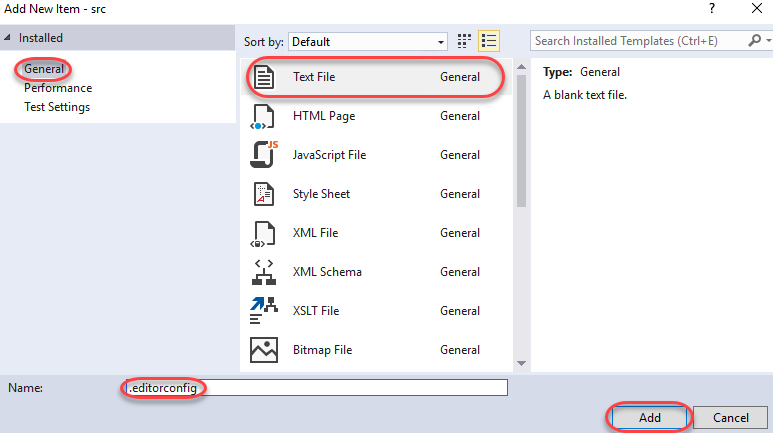 Add New Item - src
? ×
Installed
General
Performance
Test Settings
Sort by: Default
Text File General
HTML Page General
JS
JavaScript File General
A
Style Sheet General
XML File General
XML Schema General
XSLT File General
Bitmap File General
Search Installed Templates (Ctrl+E)
Type: General
A blank text file.
Name: .editorconfig
Add Cancel